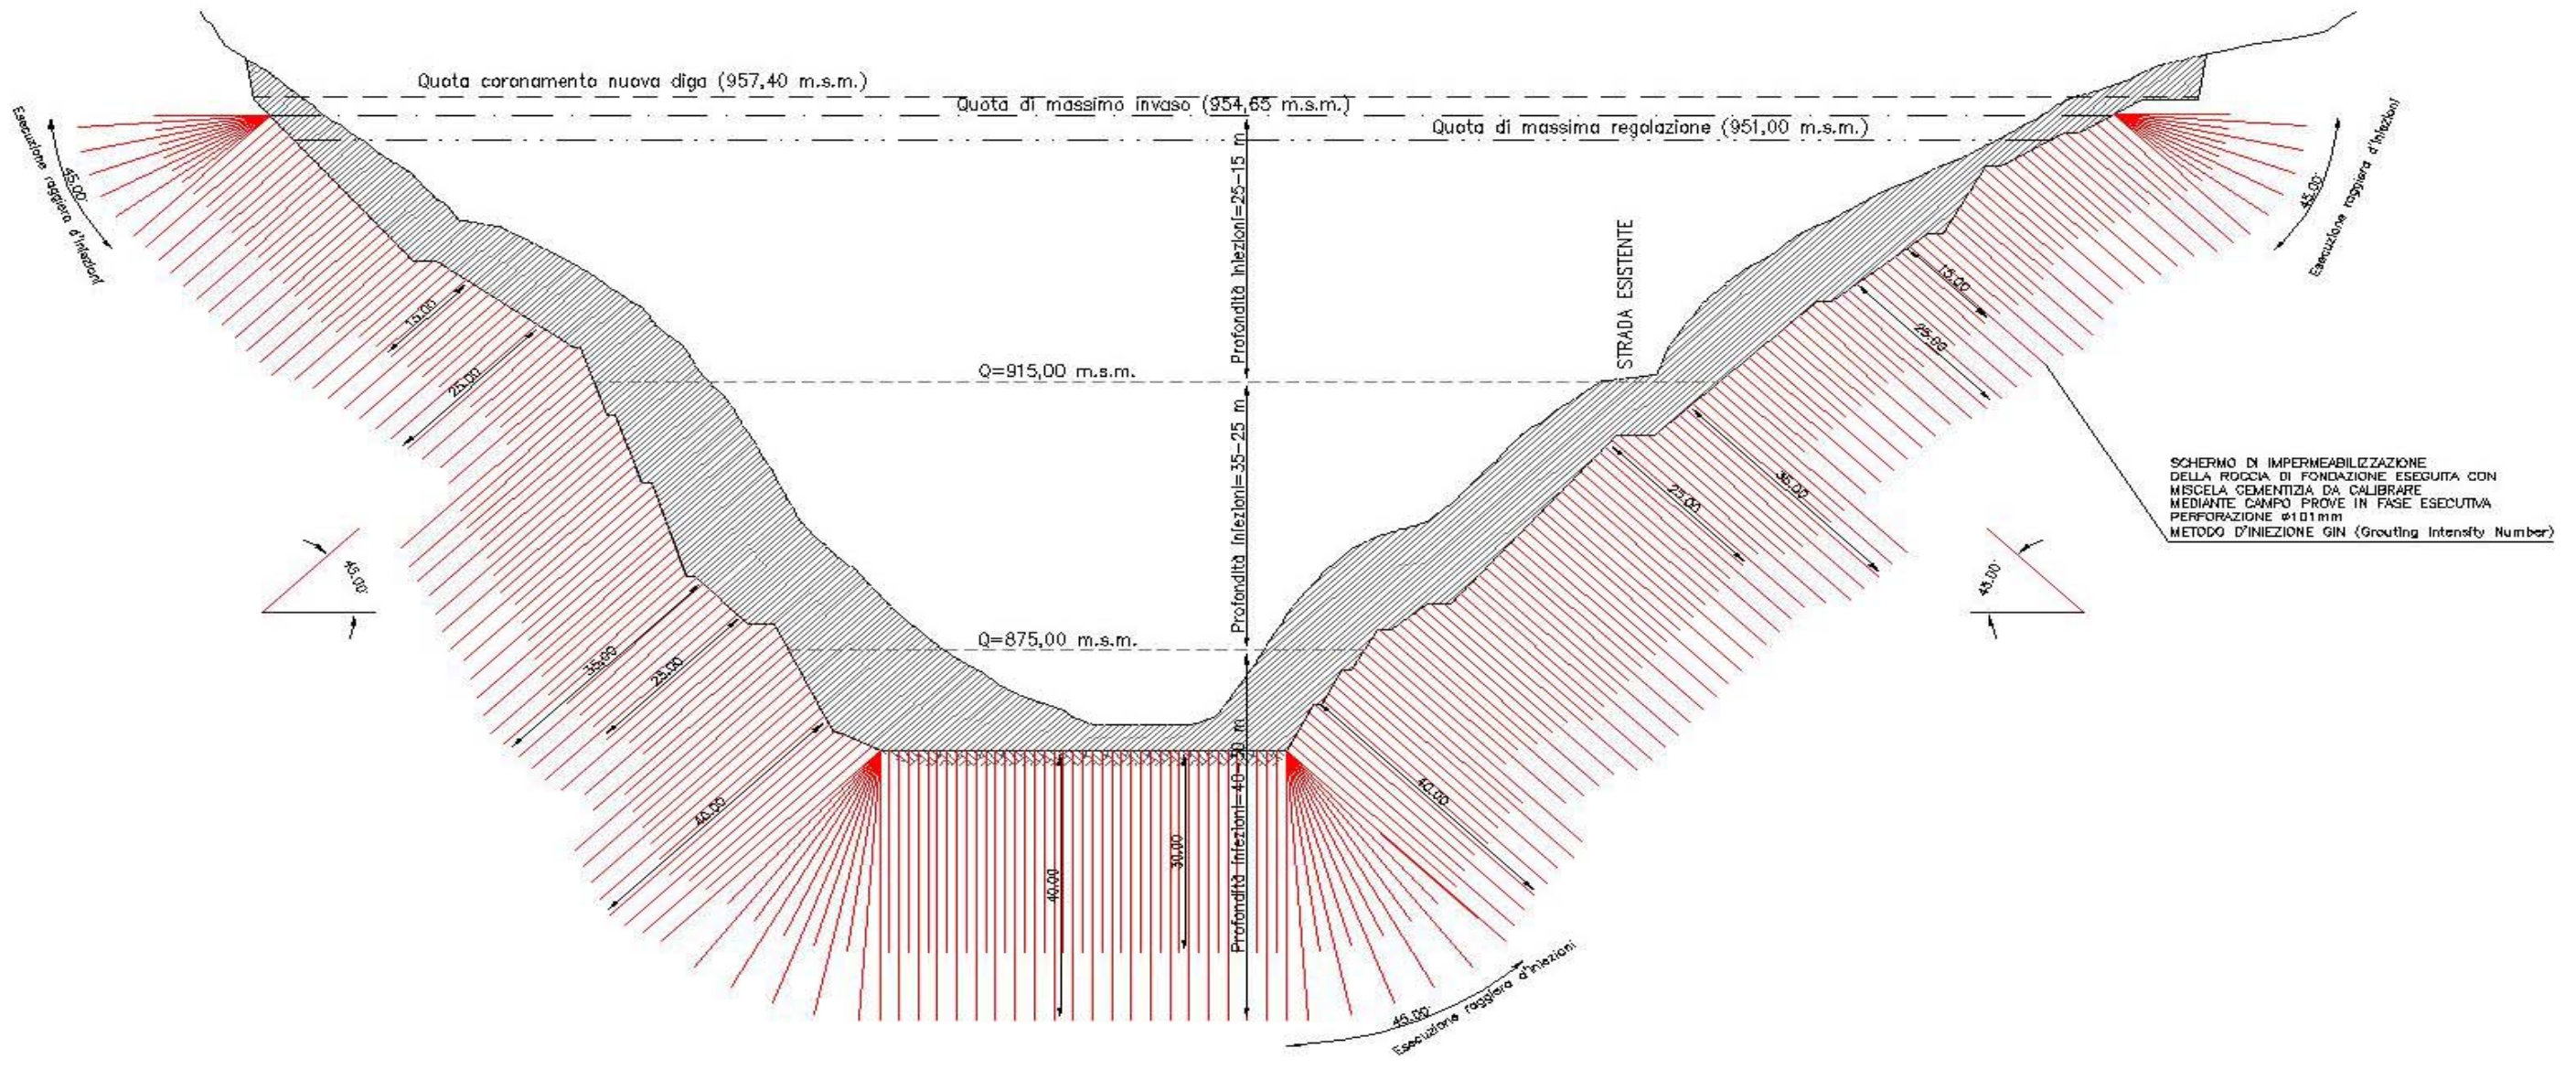 Quota coronamento nuova diga (957,40 m.s.m.)
Quota di massimo invaso (954,65 m.s.m.)
Quota di massima regolazione (951,00 m.s.m.)
Esecuzione raggiera d'iniezioni
45.00°
Esecuzione raggiera d'iniezioni
45.00°
Profondità iniezioni=25-15 m
STRADA ESISTENTE
15.00
25.00
15.00
25.00
Q=915,00 m.s.m.
Profondità iniezioni=35-25 m
25.00
35.00
SCHERMO DI IMPERMEABILIZZAZIONE
DELLA ROCCIA DI FONDAZIONE ESEGUITA CON
MISCELA CEMENTIZIA DA CALIBRARE
MEDIANTE CAMPO PROVE IN FASE ESECUTIVA
PERFORAZIONE ø101mm
METODO D'INIEZIONE GIN (Grouting Intensity Number)
45.00°
45.00°
Q=875,00 m.s.m.
35.00
25.00
40.00
40.00
Profondità iniezioni=40-30 m
40.00
30.00
45.00°
Esecuzione raggiera d'iniezioni